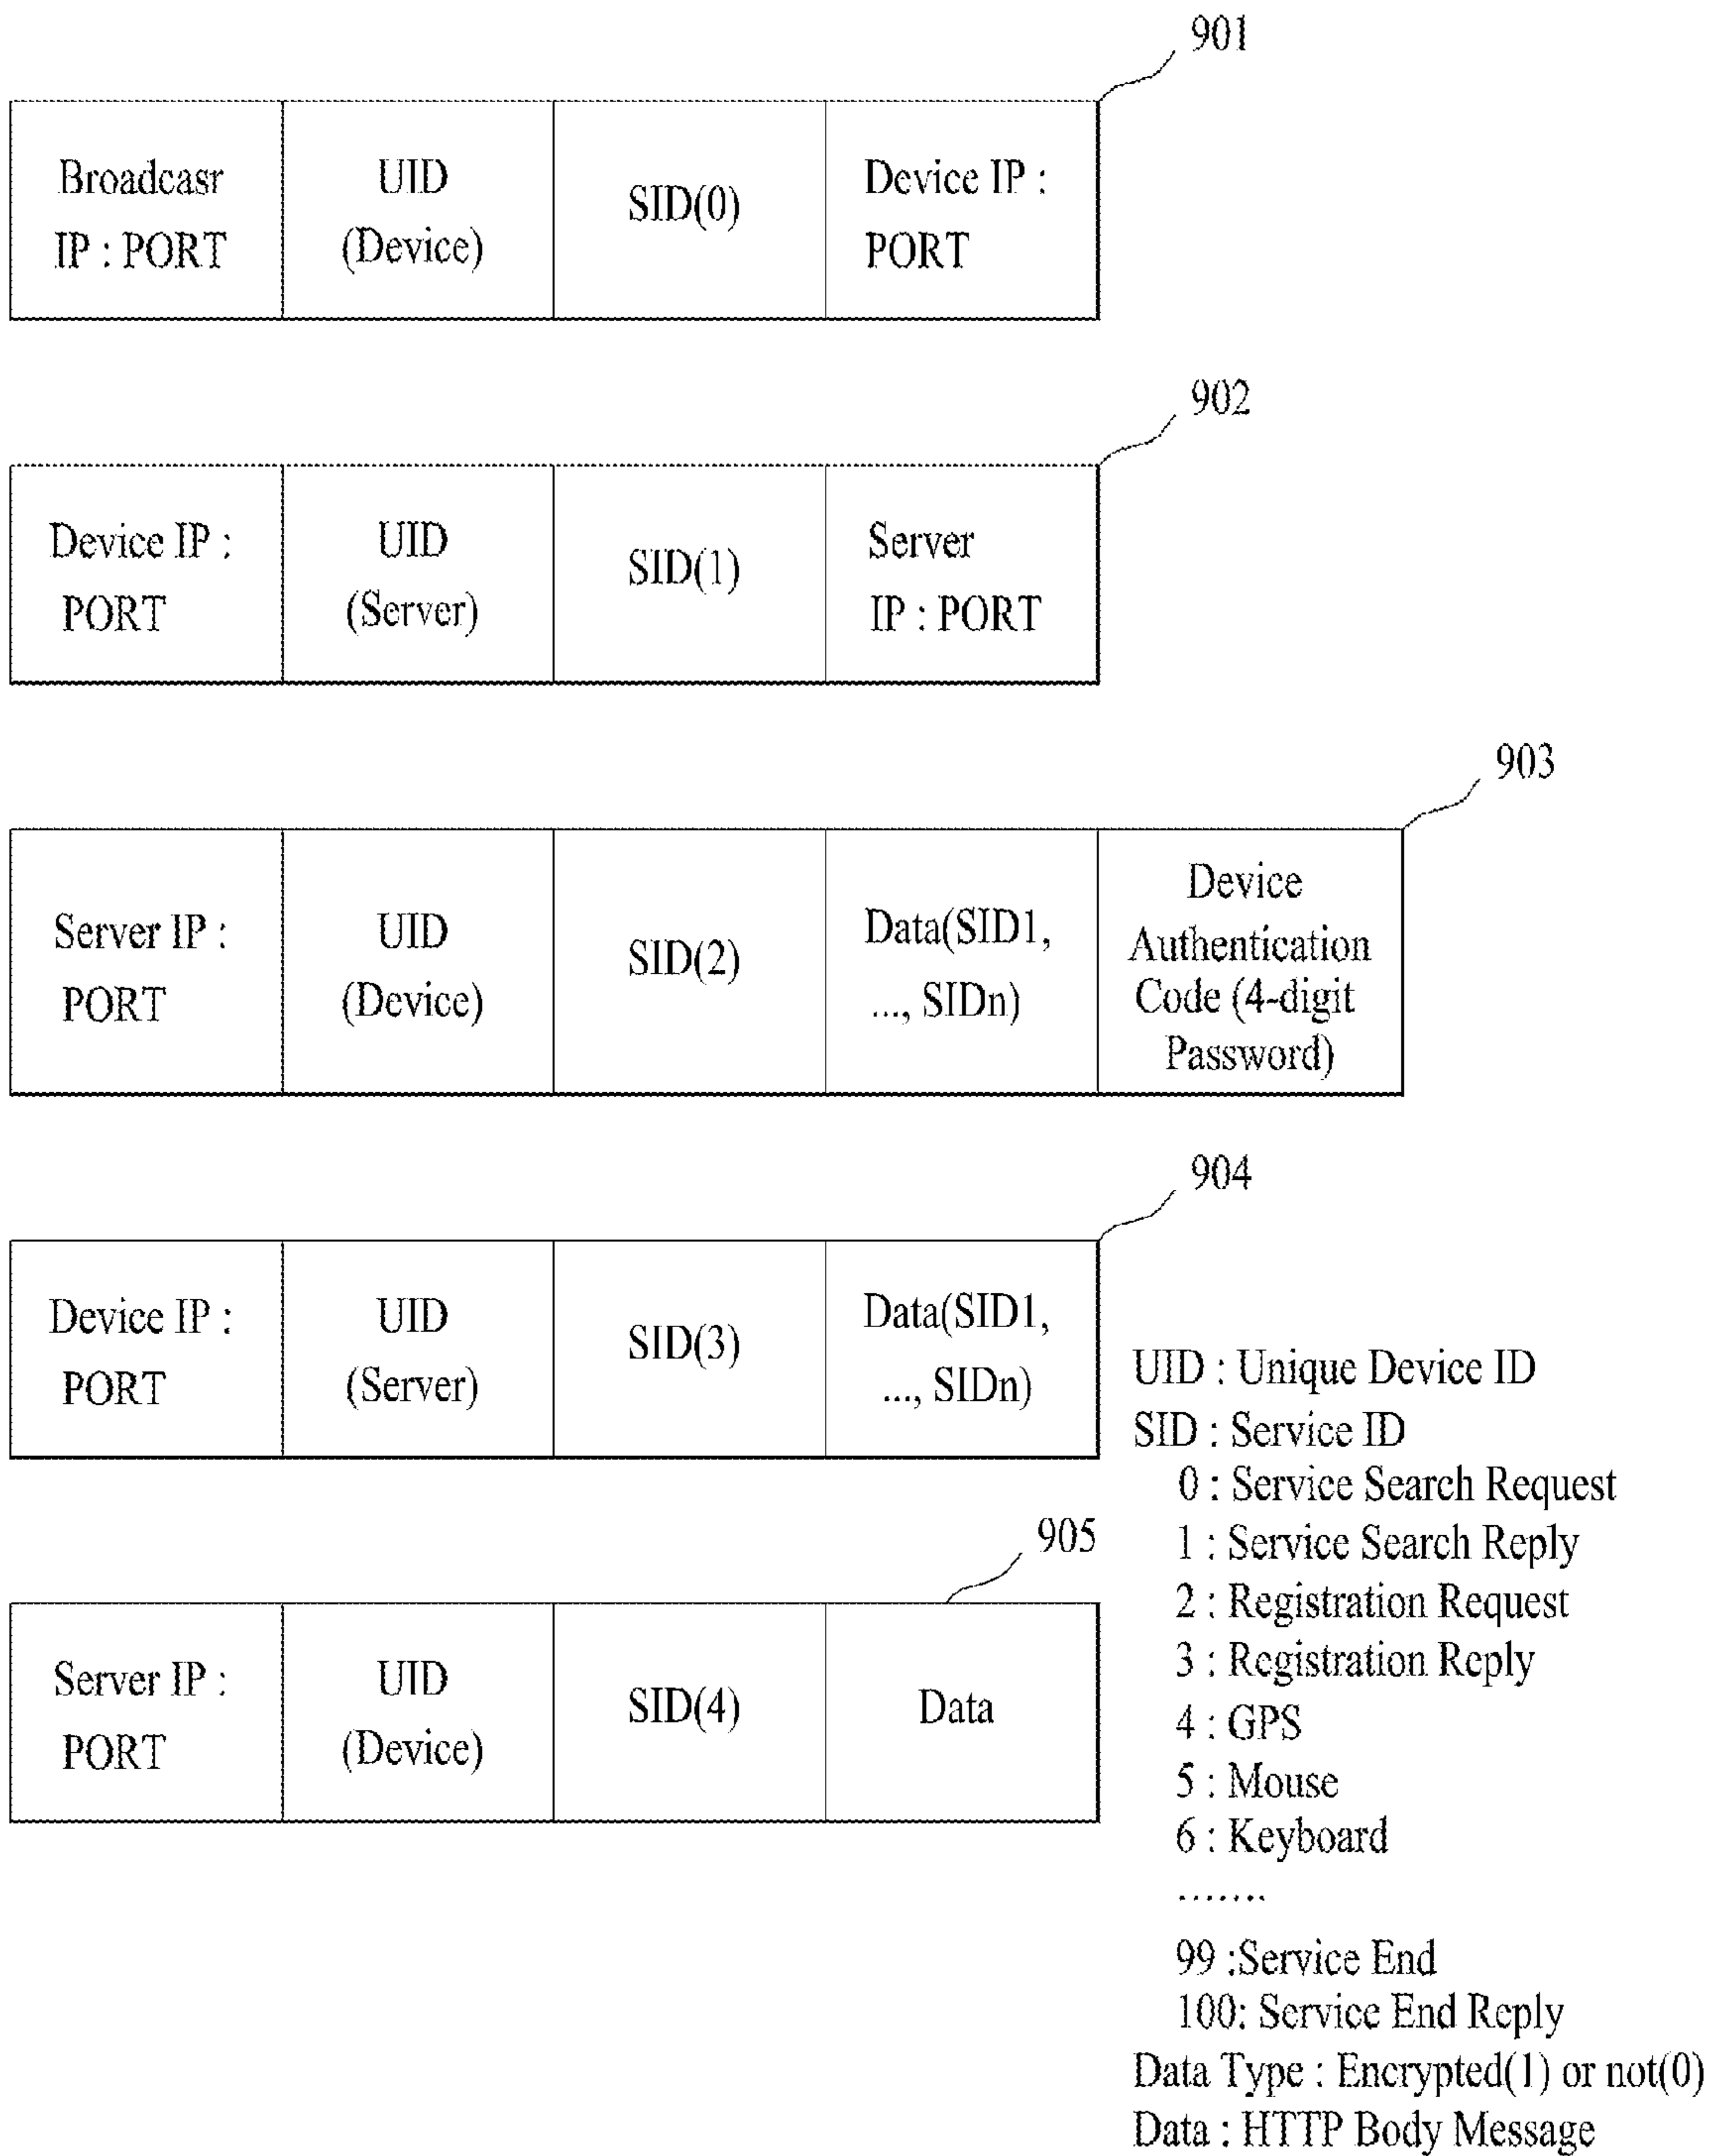 901
Broadcasr
IP : PORT
UID
(Device)
SID(0)
Device IP :
PORT
902
Device IP :
PORT
UID
(Server)
SID(1)
Server
IP : PORT
903
Server IP :
PORT
UID
(Device)
SID(2)
Data(SID1,
..., SIDn)
Device
Authentication
Code (4-digit
Password)
904
Device IP :
PORT
UID
(Server)
SID(3)
Data(SID1,
..., SIDn)
905
Server IP :
PORT
UID
(Device)
SID(4)
Data
UID : Unique Device ID
SID : Service ID
0 : Service Search Request
1 : Service Search Reply
2 : Registration Request
3 : Registration Reply
4 : GPS
5 : Mouse
6 : Keyboard
.......
99 :Service End
100: Service End Reply
Data Type : Encrypted(1) or not(0)
Data : HTTP Body Message